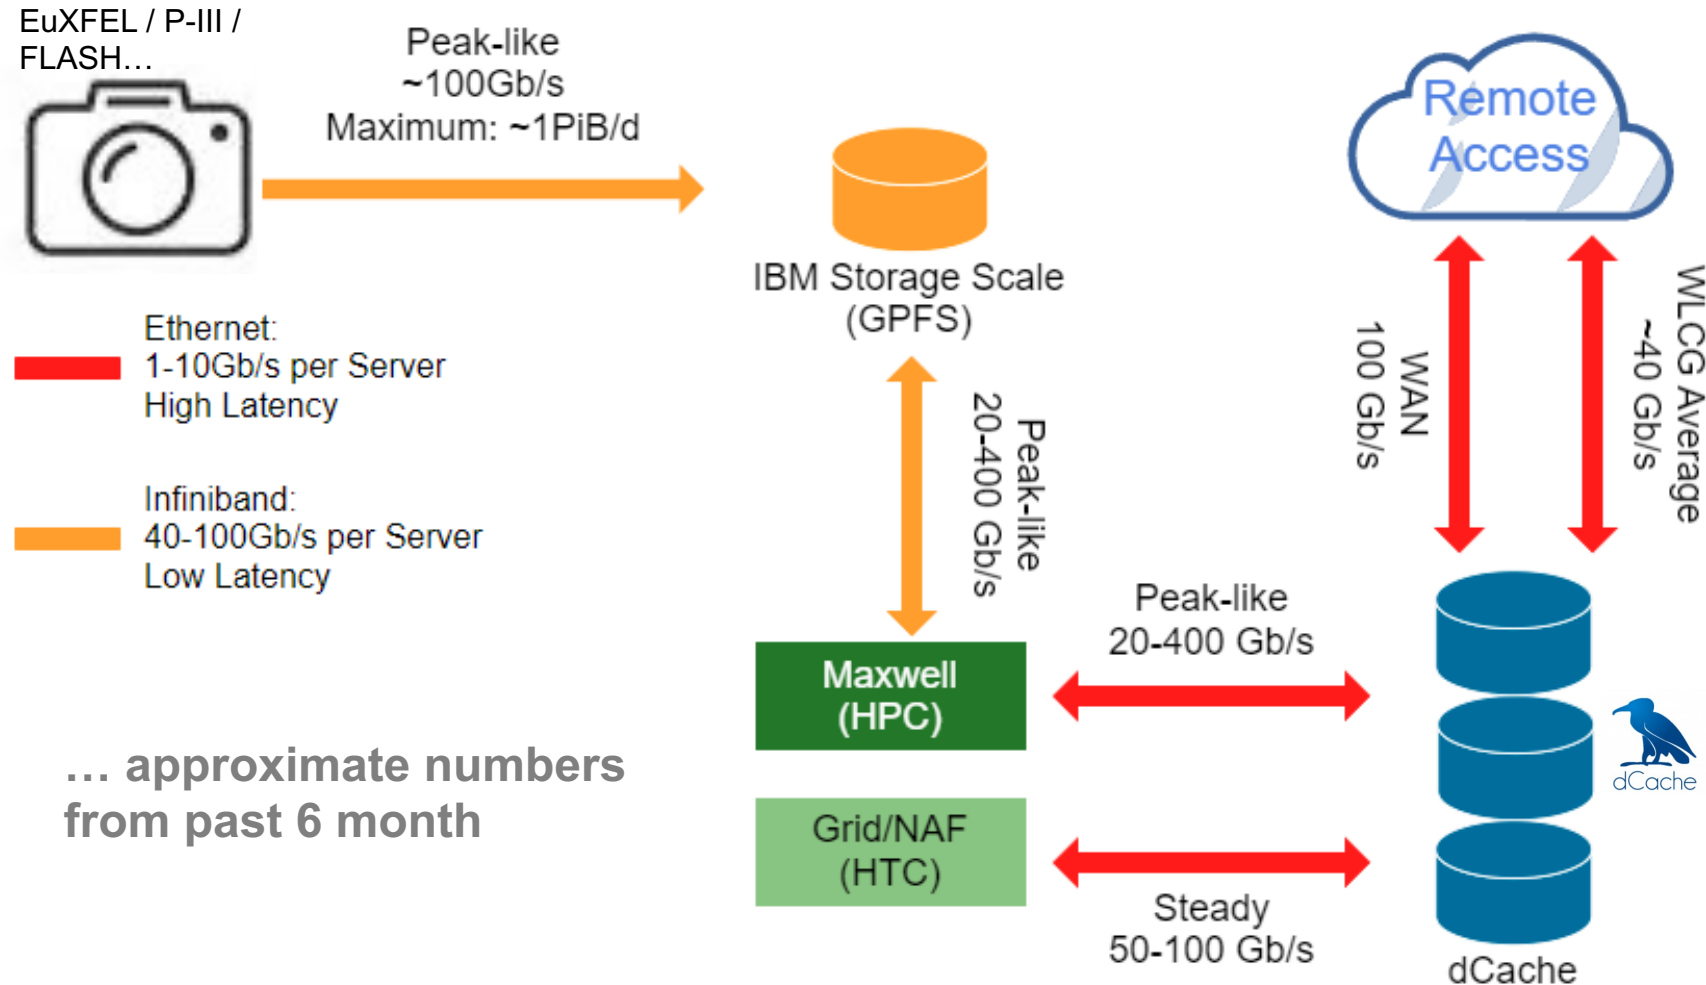 EuXFEL / P-III /
FLASH...
Peak-like
~100Gb/s
Maximum: ~1PiB/d
Remote
Access
IBM Storage Scale
(GPFS)
Ethernet:
1-10Gb/s per Server
High Latency
Infiniband:
40-100Gb/s per Server
Low Latency
Peak-like
20-400 Gb/s
WAN
100 Gb/s
WLCG Average
~40 Gb/s
Peak-like
20-400 Gb/s
Maxwell
(HPC)
... approximate numbers
from past 6 month
Grid/NAF
(HTC)
Steady
50-100 Gb/s
dCache
dCache